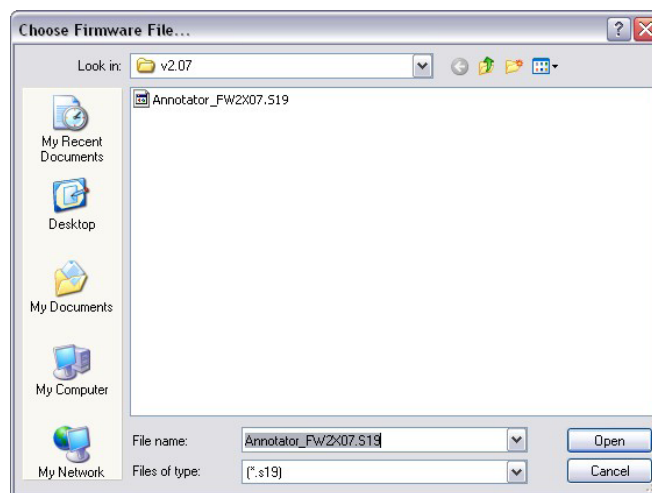 Choose Firmware File...
Look in:
v2.07
Annotator_FW2X07.S19
My Recent
Documents
Desktop
My Documents
My Computer
My Network
File name:
Annotator_FW2X07.S19
Open
Files of type:
(*.s19)
Cancel